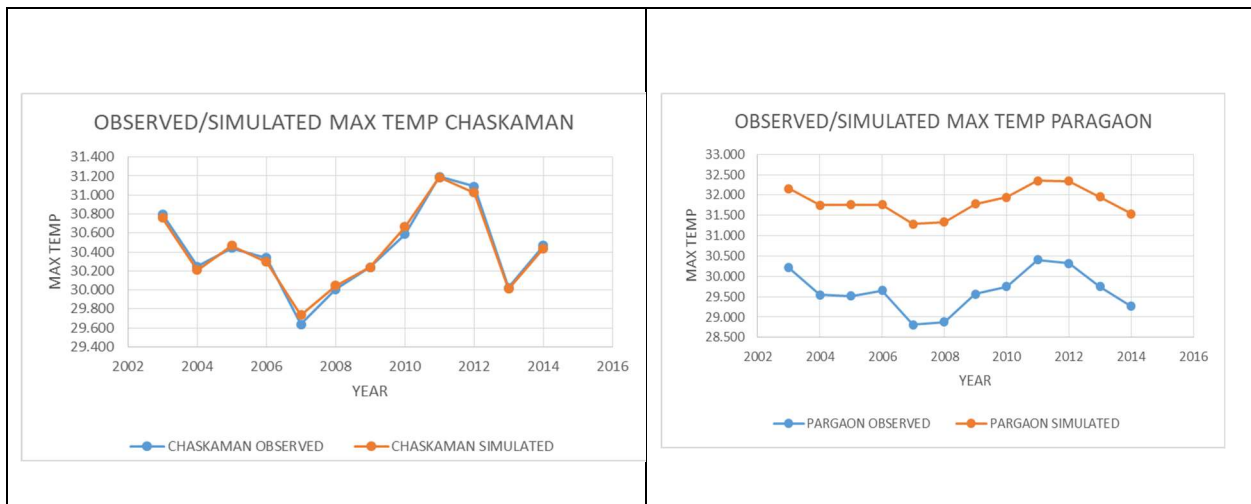 OBSERVED/SIMULATED MAX TEMP CHASKAMAN
31.400
31.200
31.000
30.800
30.600
30.400
30.200
30.000
29.800
29.600
29.400
MAX TEMP
2002 2004 2006 2008 2010 2012 2014 2016
YEAR
CHASKAMAN OBSERVED CHASKAMAN SIMULATED
OBSERVED/SIMULATED MAX TEMP PARAGAON
33.000
32.500
32.000
31.500
31.000
30.500
30.000
29.500
29.000
28.500
MAX TEMP
2002 2004 2006 2008 2010 2012 2014 2016
YEAR
PARGAON OBSERVED PARGAON SIMULATED